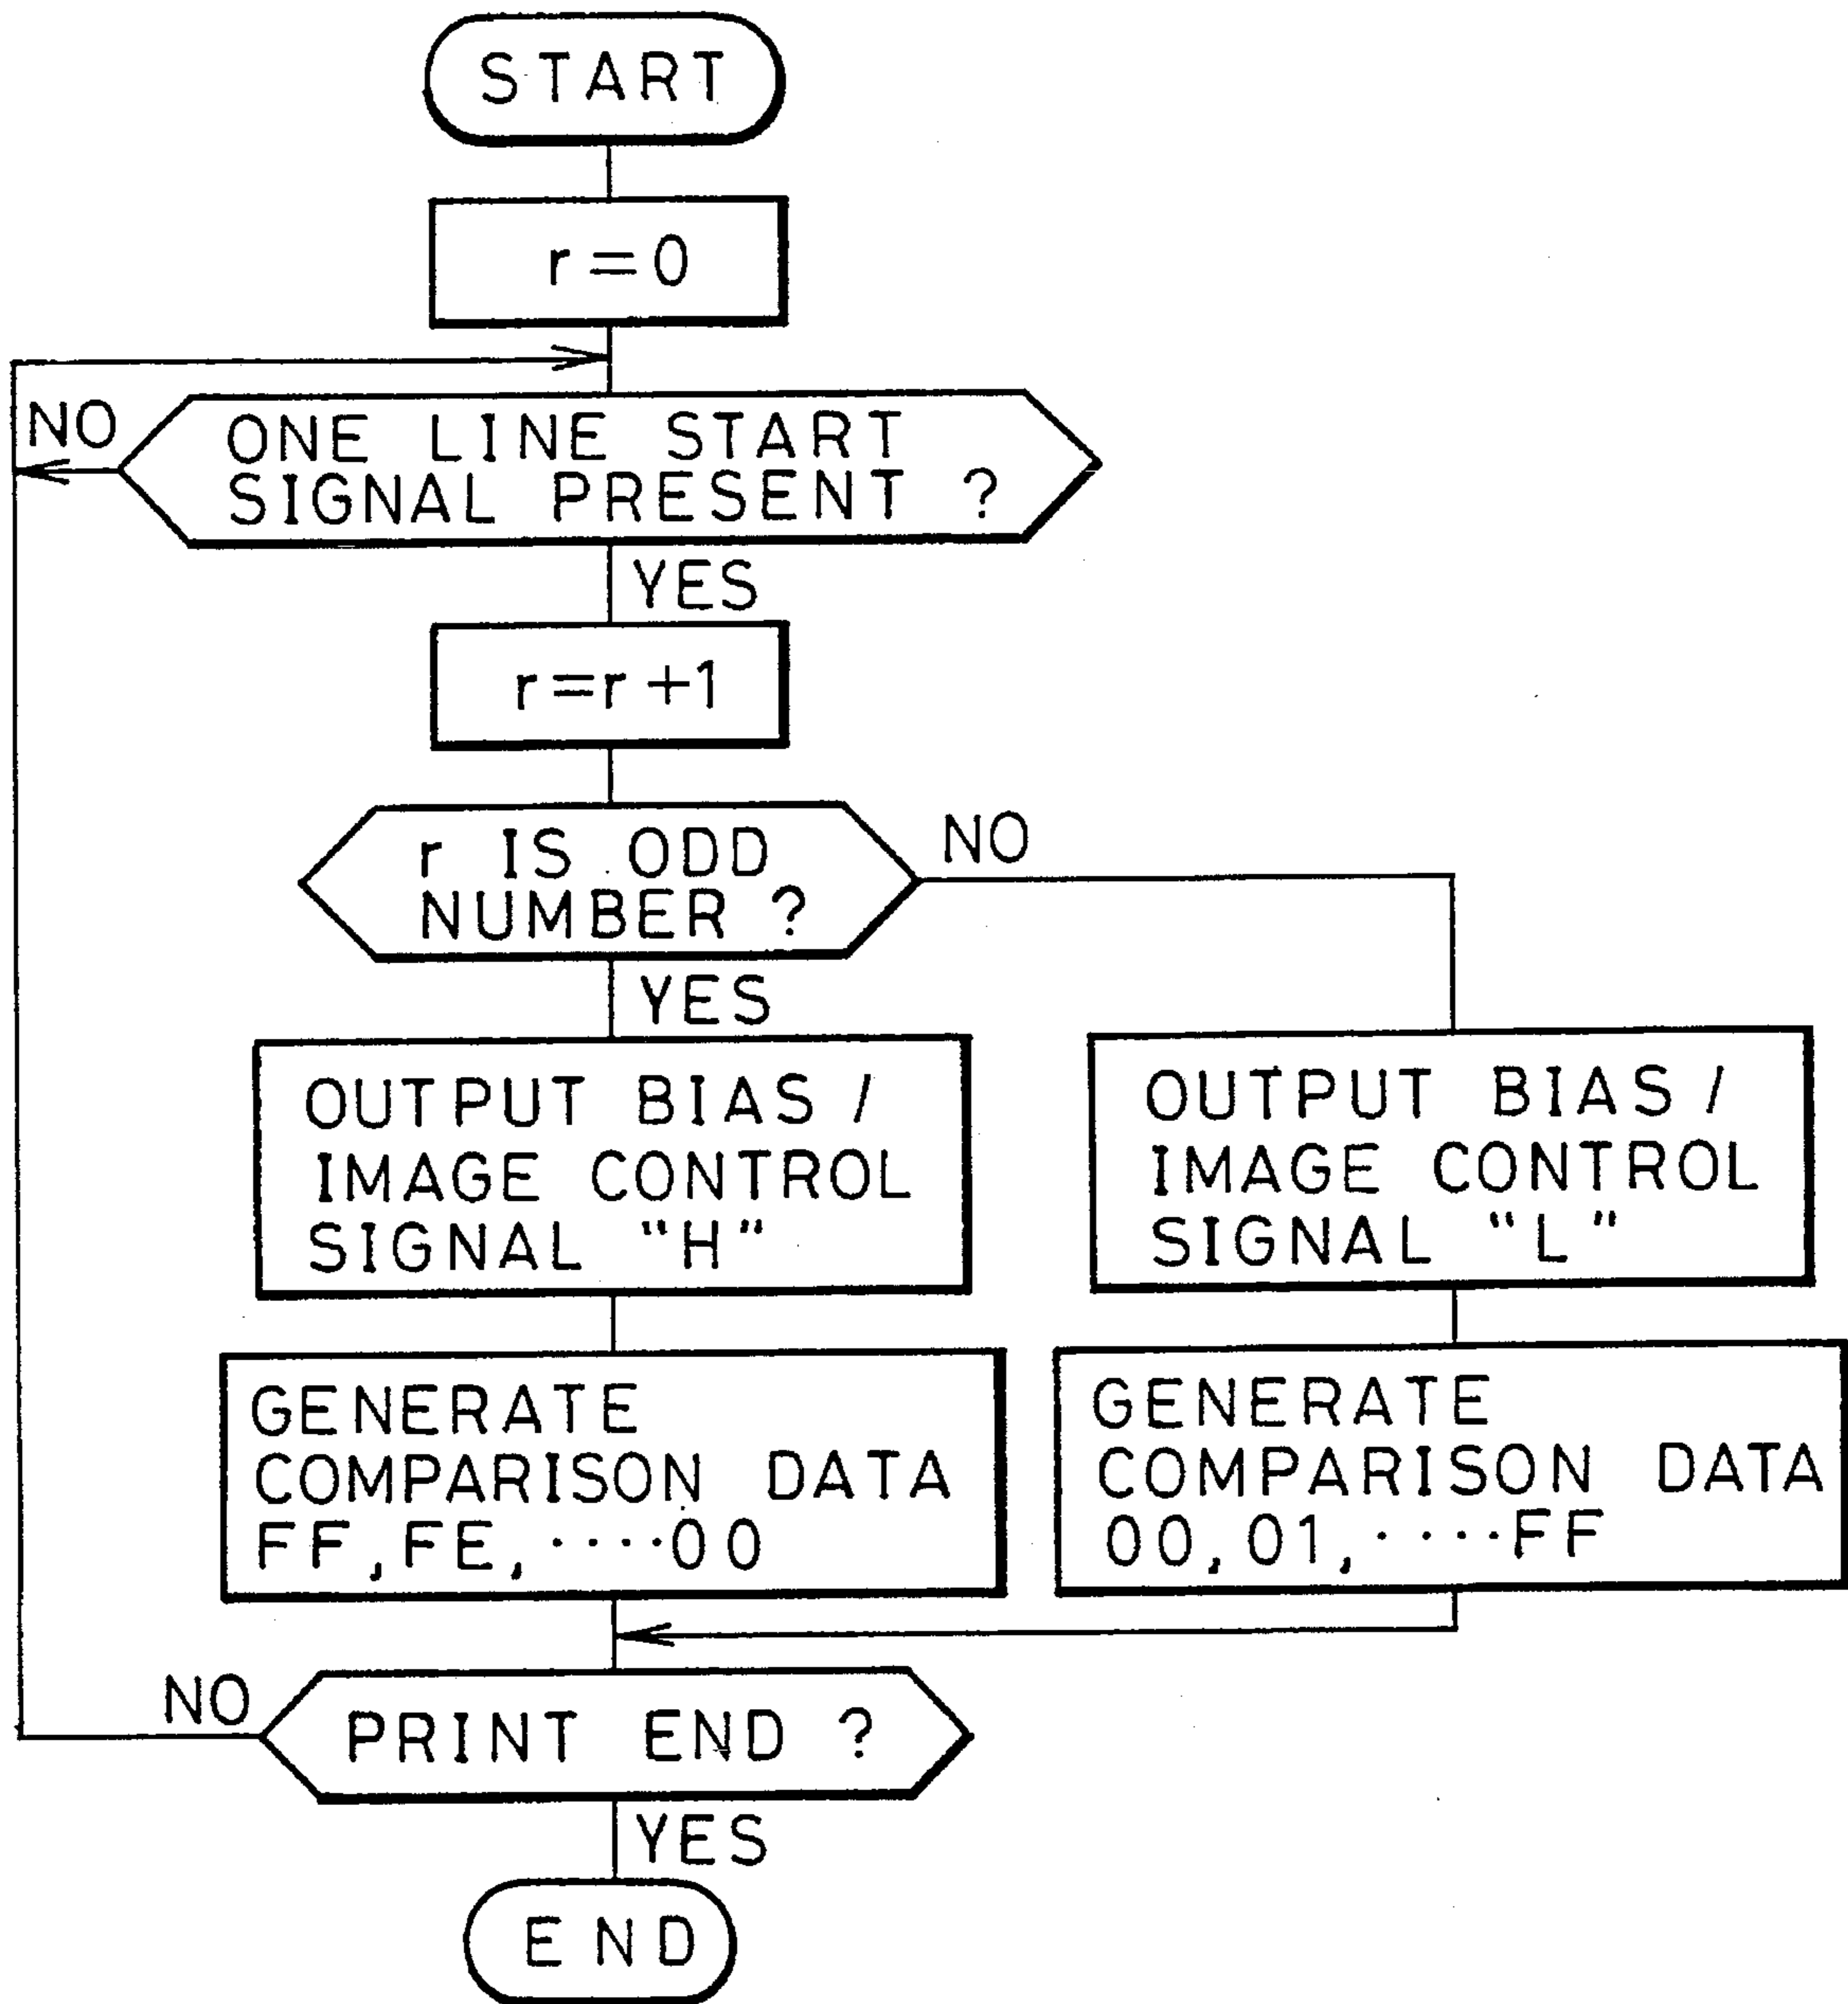 START
r=0
NO
ONE LINE START
SIGNAL PRESENT ?
YES
r=r+1
r IS ODD
NUMBER ?
NO
YES
OUTPUT BIAS /
IMAGE CONTROL
SIGNAL "H"
OUTPUT BIAS /
IMAGE CONTROL
SIGNAL "L"
GENERATE
COMPARISON DATA
FF,FE,····00
GENERATE
COMPARISON DATA
00,01,····FF
NO
PRINT END ?
YES
END